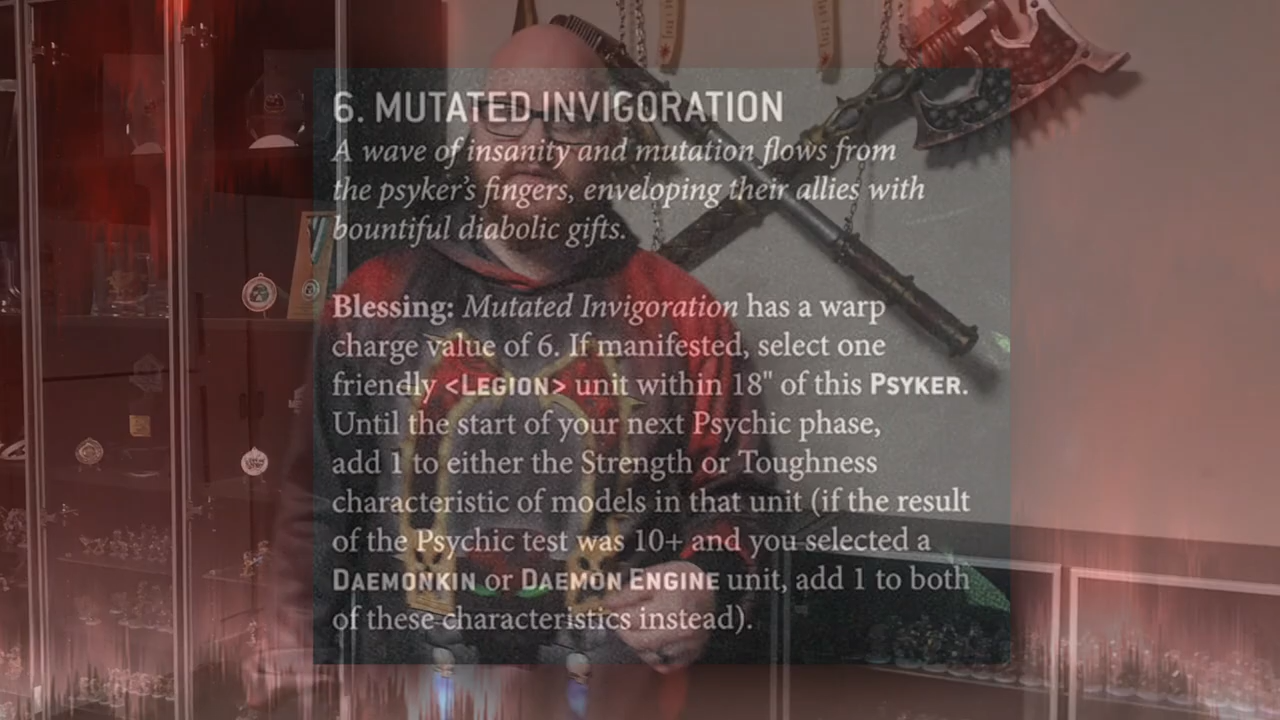 6. MUTATED INVIGORATION
A wave of insanity and mutation flows from
the psyker's fingers, enveloping their allies with
bountiful diabolic gifts.
Blessing: Mutated Invigoration has a warp
charge value of 6. If manifested, select one
friendly <LEGION> unit within 18" of this PSYKER.
Until the start of your next Psychic phase,
add 1 to either the Strength or Toughness
characteristic of models in that unit (if the result
of the Psychic test was 10+ and you selected a
DAEMONKIN or DAEMON ENGINE unit, add 1 to both
of these characteristics instead).